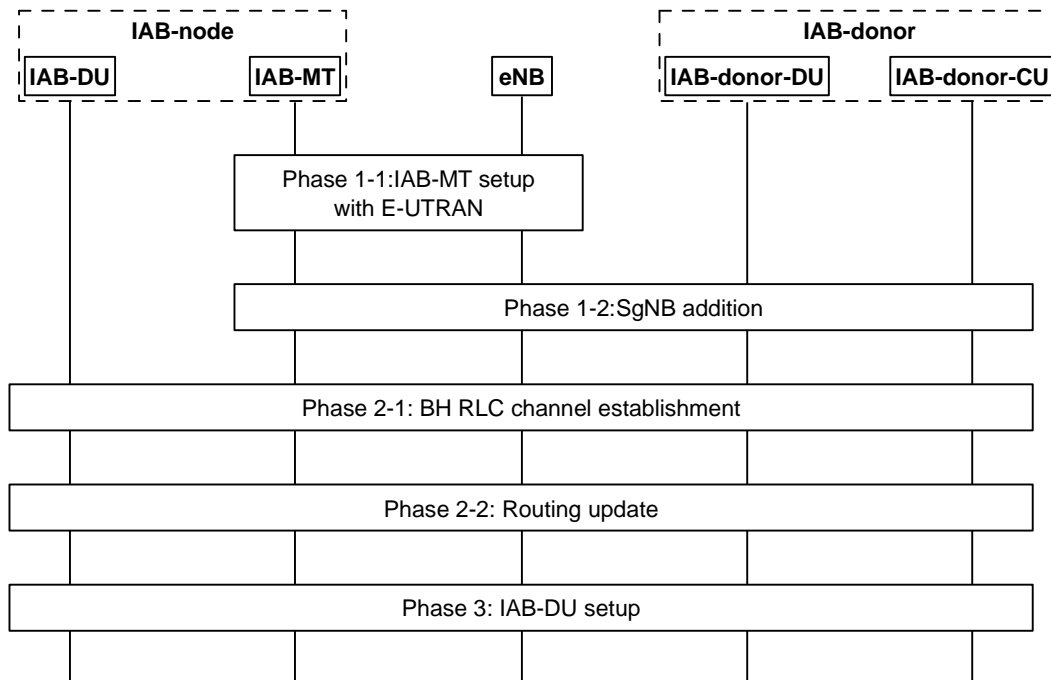 IAB-node
IAB-donor
IAB-DU
IAB-MT
eNB
IAB-donor-DU
IAB-donor-CU
Phase 1-1:IAB-MT setup
with E-UTRAN
Phase 1-2:SgNB addition
Phase 2-1: BH RLC channel establishment
Phase 2-2: Routing update
Phase 3: IAB-DU setup